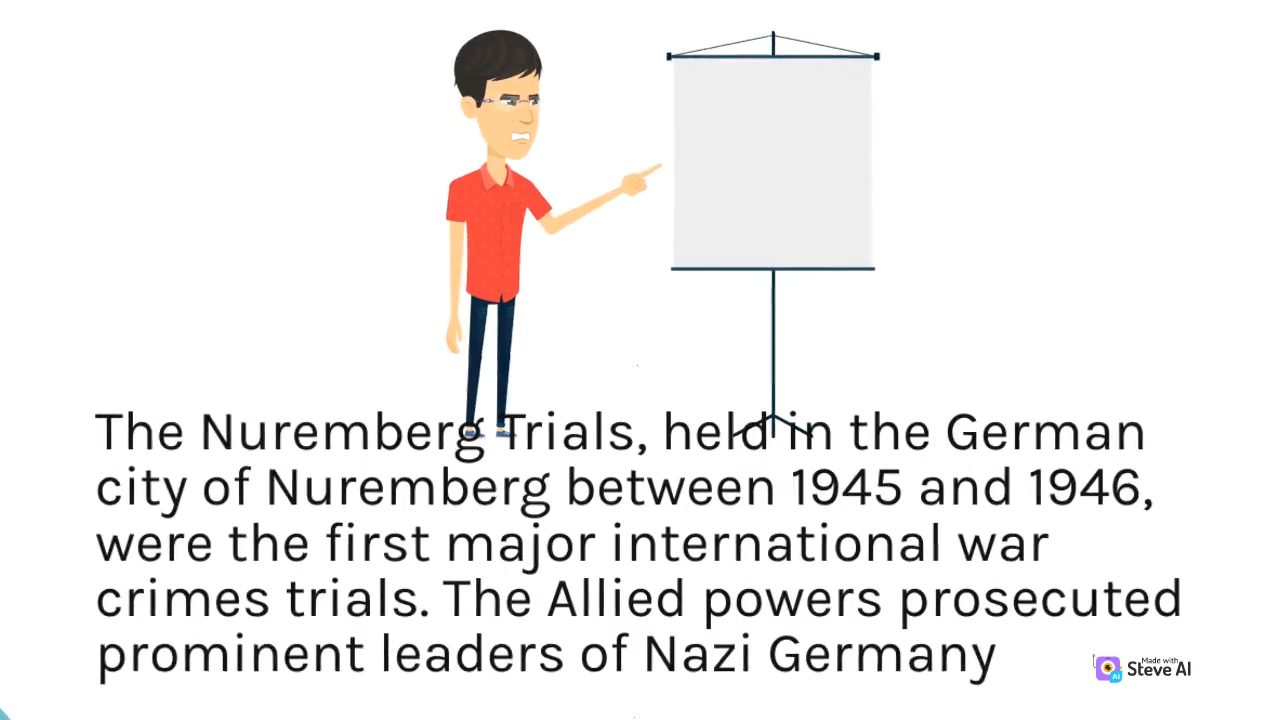 The Nuremberg Trials, held in the German
city of Nuremberg between 1945 and 1946,
were the first major international war
crimes trials. The Allied powers prosecuted
prominent leaders of Nazi Germany
Made with
AI Steve AI